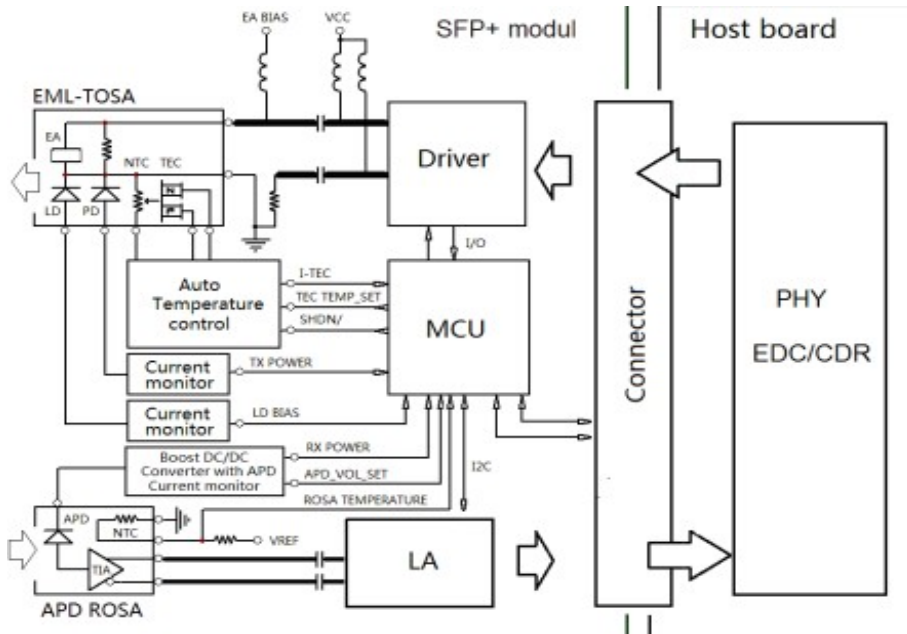 EA BIAS
VCC
SFP+ modul
Host board
EML-TOSA
EA
NTC
TEC
LD
PD
Driver
I/O
Auto
Temperature
control
I-TEC
TEC TEMP_SET
SHDN/
MCU
Connector
PHY
EDC/CDR
Current
monitor
TX POWER
Current
monitor
LD BIAS
Boost DC/DC
Converter with APD
Current monitor
RX POWER
APD_VOL_SET
ROSA TEMPERATURE
I2C
APD
NTC
VREF
TIA
LA
APD ROSA